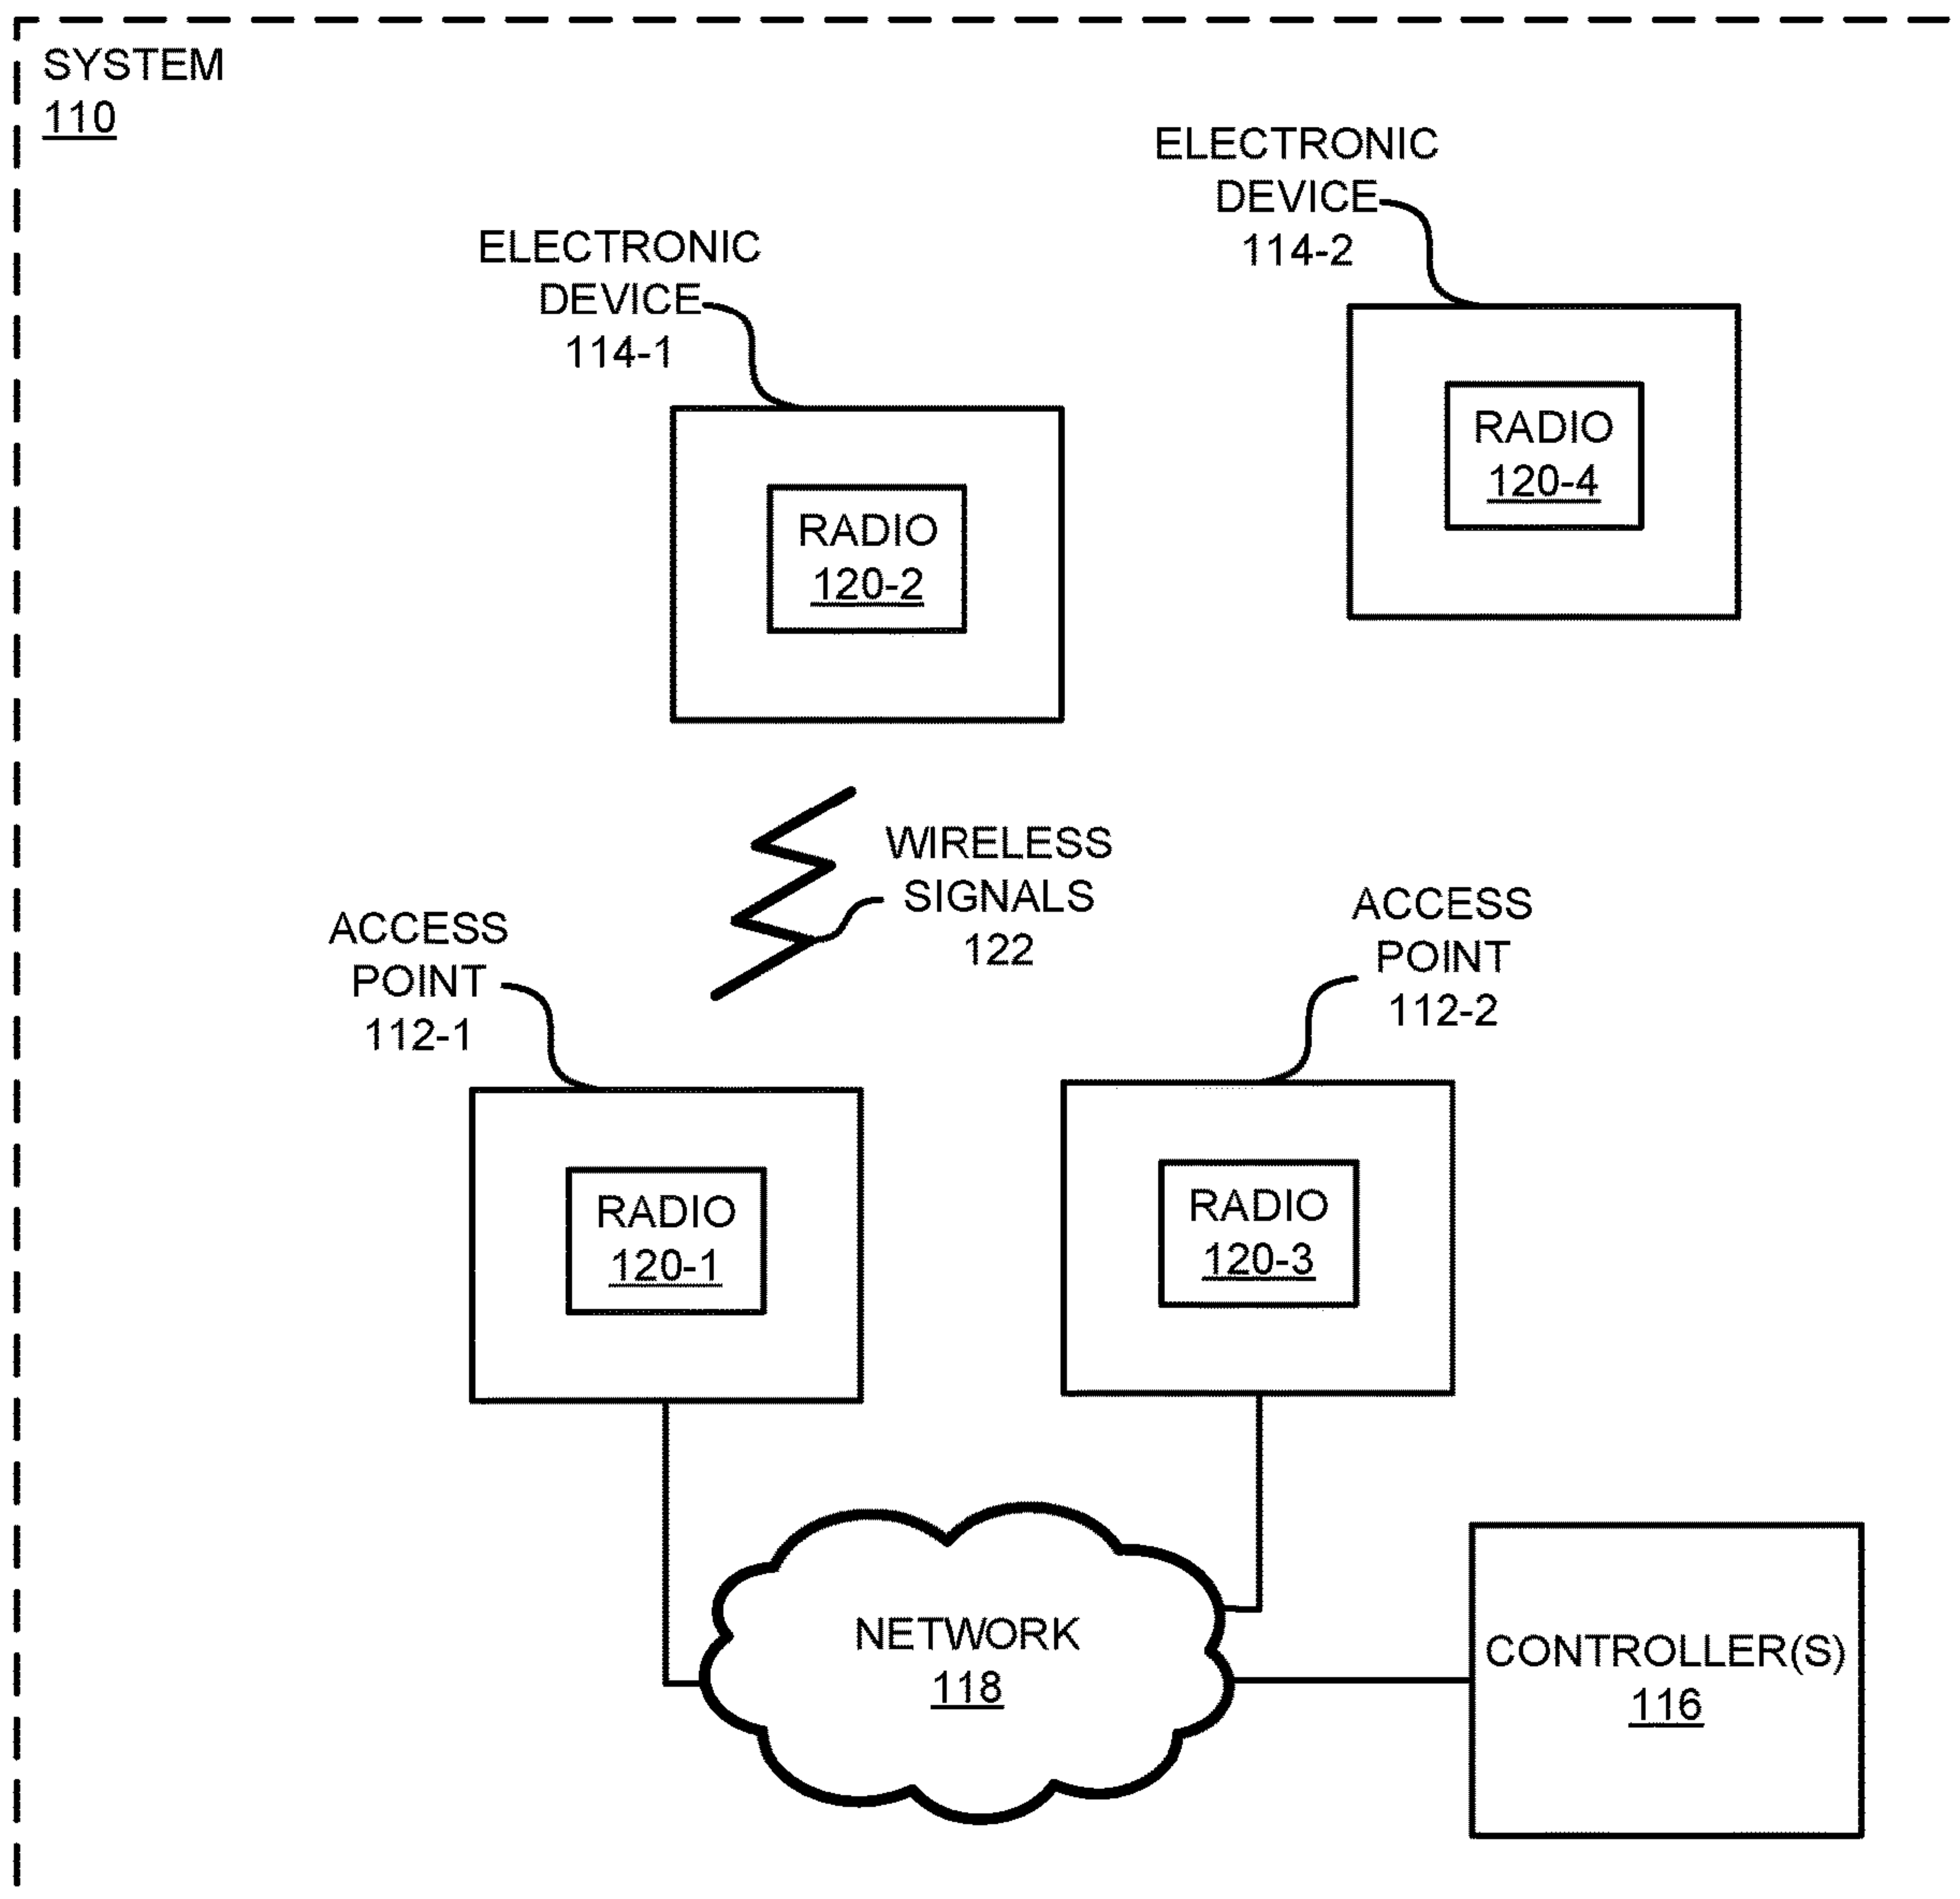 SYSTEM
110
ELECTRONIC
DEVICE
114-2
ELECTRONIC
DEVICE
114-1
RADIO
120-4
RADIO
120-2
WIRELESS
SIGNALS
122
ACCESS
POINT
112-1
ACCESS
POINT
112-2
RADIO
120-1
RADIO
120-3
NETWORK
118
CONTROLLER(S)
116